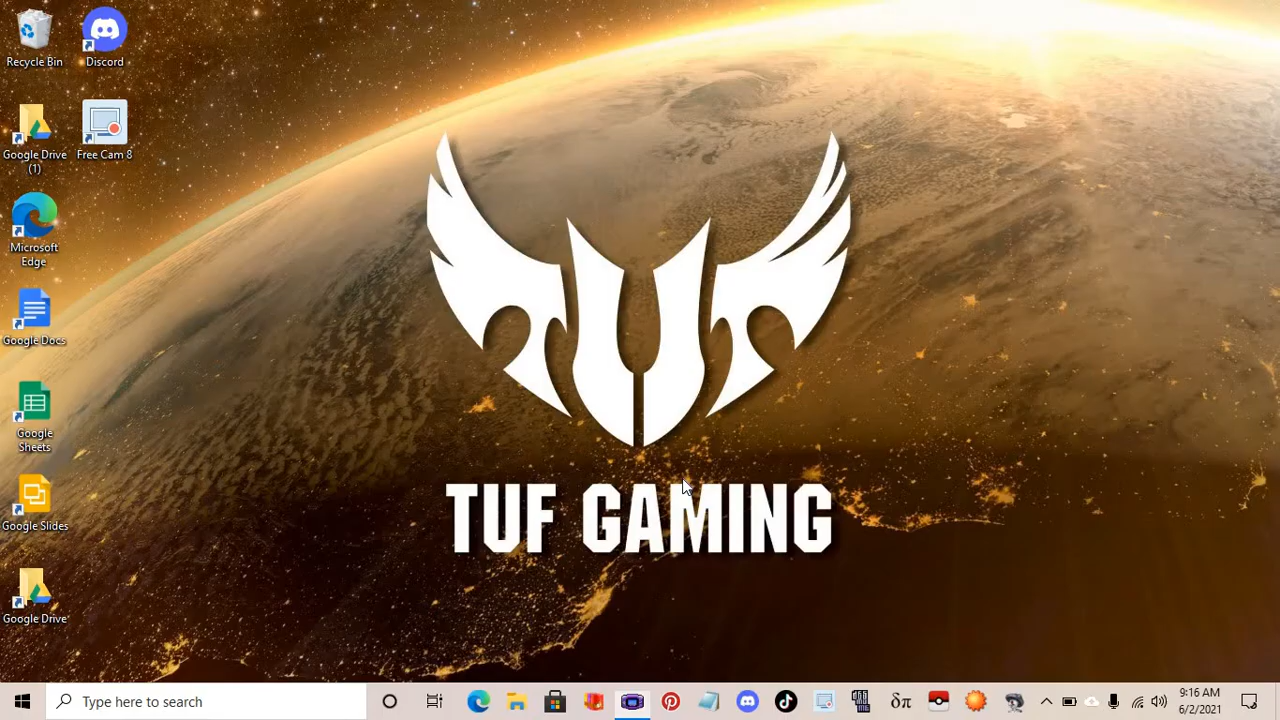 Recycle Bin
Discord
Google Drive
(1)
Free Cam 8
Microsoft
Edge
Google Docs
Google
Sheets
Google Slides
Google Drive
TUF GAMING
Type here to search
δπ
9:16 AM
6/2/2021